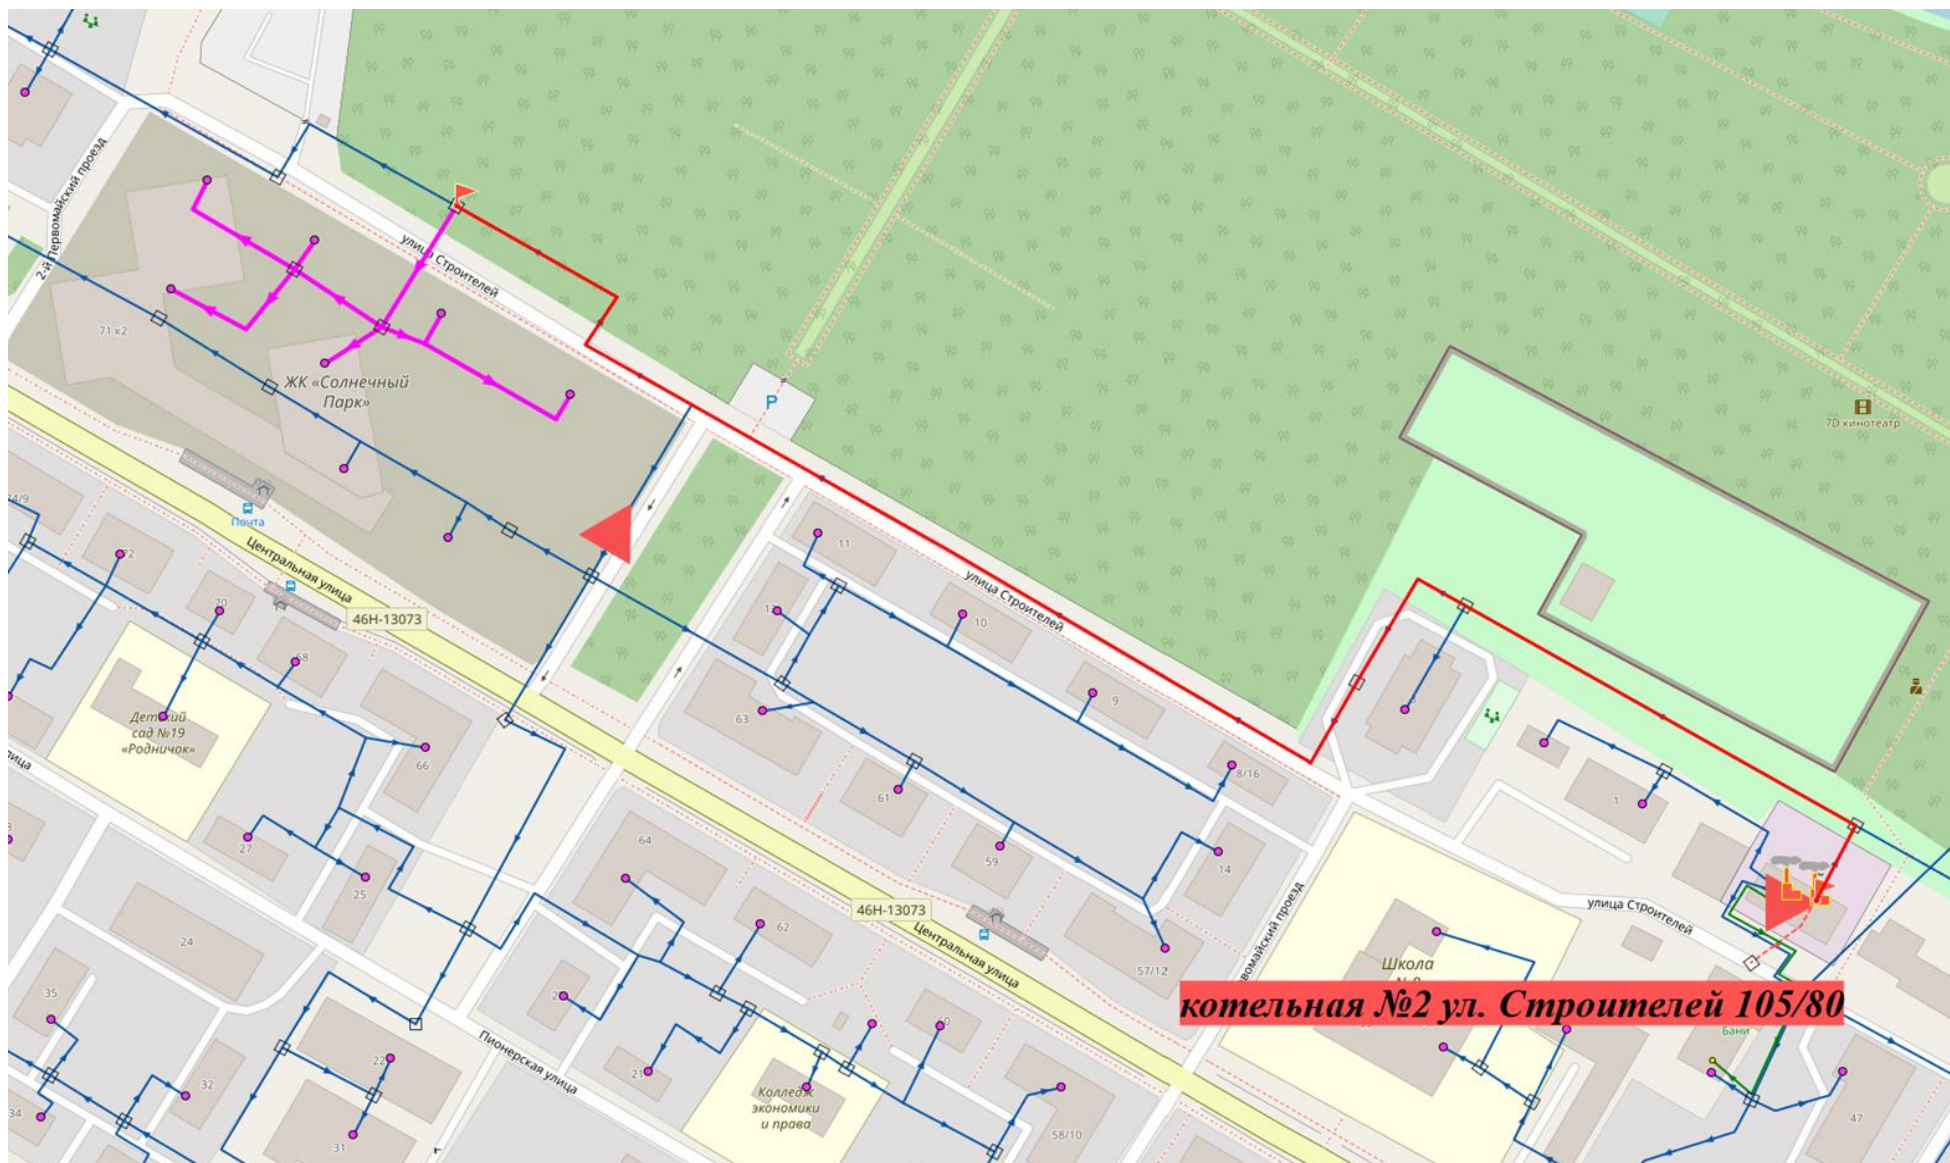 2-й Первомайский проезд
улица Строителей
71 к2
ЖК «Солнечный
Парк»
P
7D кинотеатр
Почта
Центральная улица
46Н-13073
72
70
68
66
11
10
9
8/16
63
61
59
14
57/12
улица Строителей
1
Детский
сад №19
«Родничок»
27
25
64
62
24
46Н-13073
Центральная улица
улица Строителей
Школа
котельная №2 ул. Строителей 105/80
Бани
35
32
34
22
31
Пионерская улица
21
Колледж
экономики
и права
58/10
47